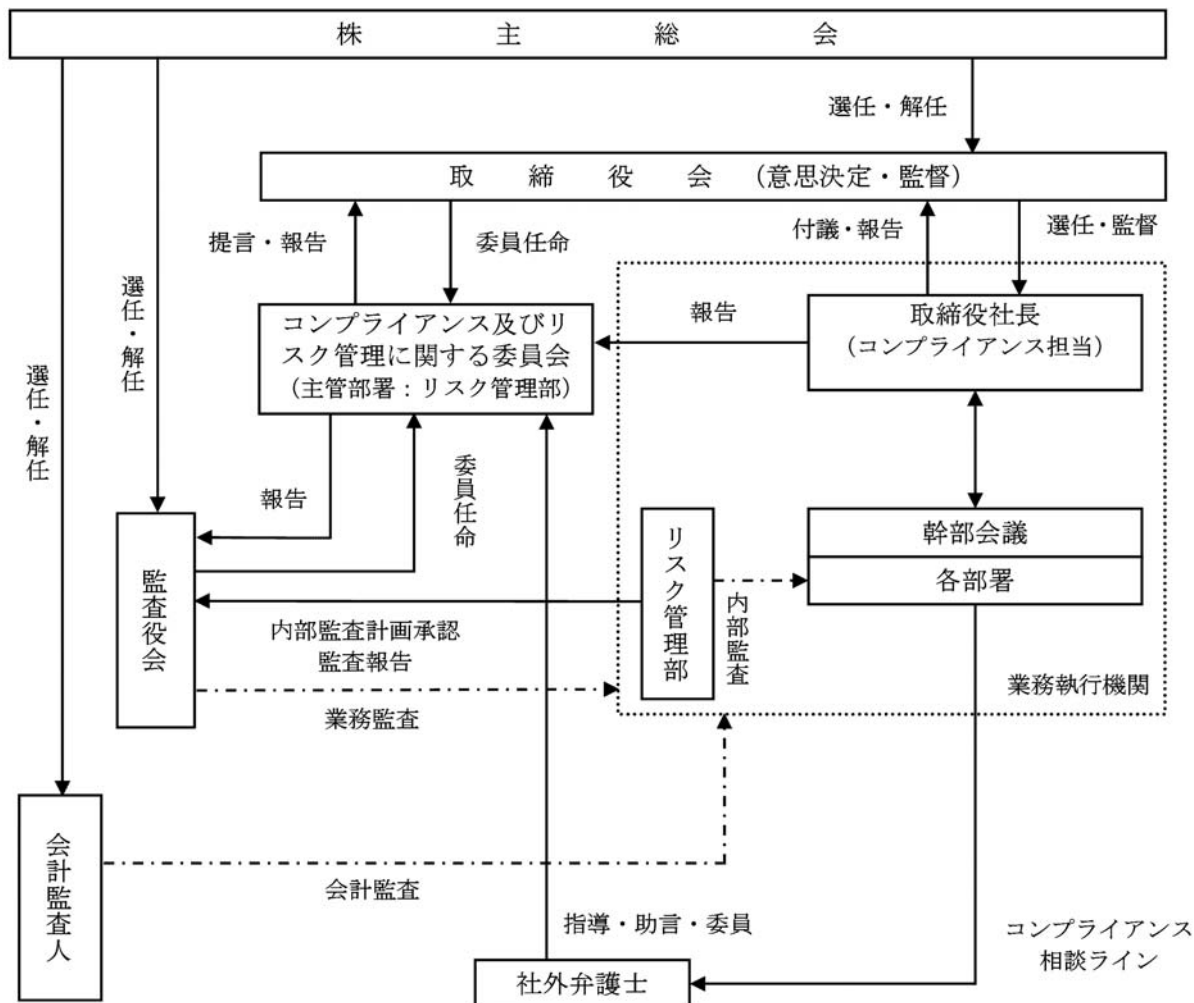 株主総会
選任・解任
取締役会（意思決定・監督）
提言・報告
委員任命
付議・報告
選任・監督
選任・解任
選任・解任
コンプライアンス及びリ
スク管理に関する委員会
（主管部署：リスク管理部）
報告
取締役社長
（コンプライアンス担当）
報告
委員任命
監査役会
リスク管理部
内部監査
幹部会議
各部署
内部監査計画承認
監査報告
業務監査
業務執行機関
会計監査人
会計監査
指導・助言・委員
コンプライアンス
相談ライン
社外弁護士